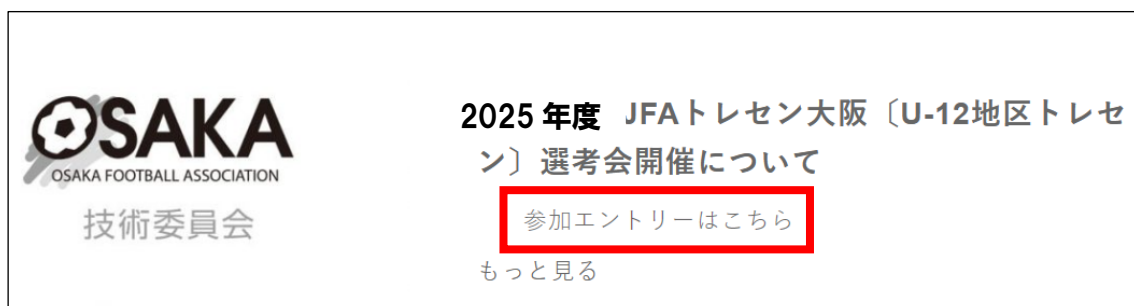 OSAKA
OSAKA FOOTBALL ASSOCIATION
技術委員会
2025 年度 JFAトレセン大阪〔U-12地区トレセ
ン〕選考会開催について
参加エントリーはこちら
もっと見る